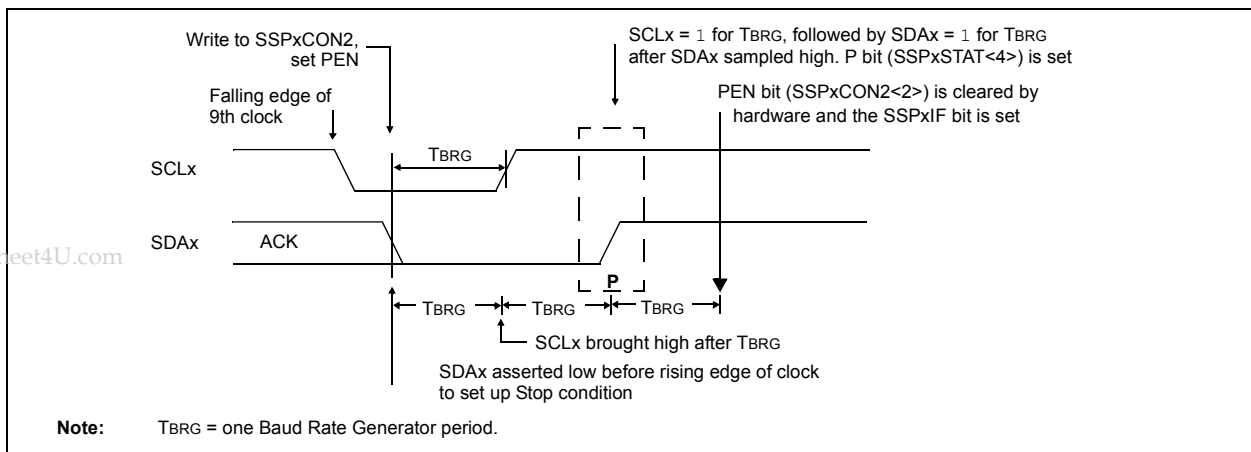 Write to SSPxCON2,
set PEN
SCLx = 1 for TBRG, followed by SDAx = 1 for TBRG
after SDAx sampled high. P bit (SSPxSTAT<4>) is set
Falling edge of
9th clock
PEN bit (SSPxCON2<2>) is cleared by
hardware and the SSPxIF bit is set
TBRG
SCLx
SDAx
ACK
eet4U.com
P
TBRG
TBRG
TBRG
SCLx brought high after TBRG
SDAx asserted low before rising edge of clock
to set up Stop condition
Note: TBRG = one Baud Rate Generator period.